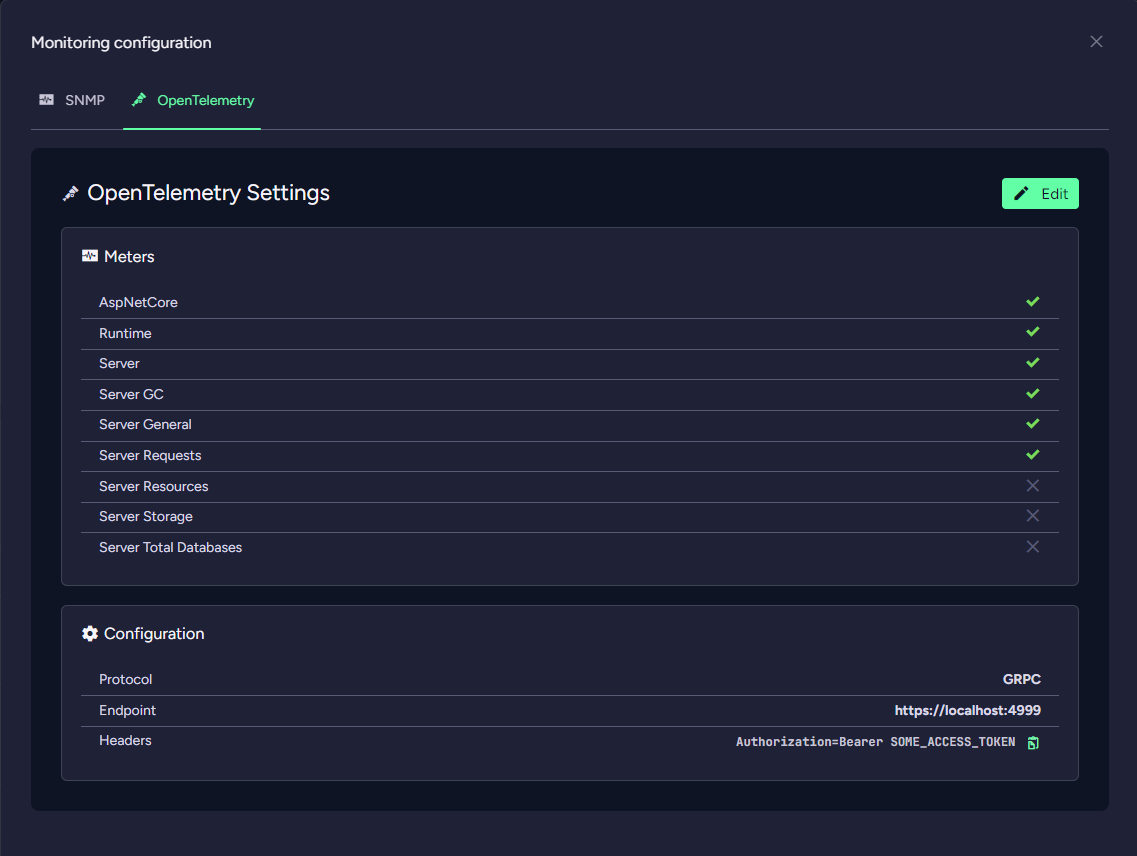 Monitoring configuration
SNMP OpenTelemetry
OpenTelemetry Settings Edit
Meters
AspNetCore
Runtime
Server
Server GC
Server General
Server Requests
Server Resources
Server Storage
Server Total Databases
Configuration
Protocol GRPC
Endpoint https://localhost:4999
Headers Authorization=Bearer SOME_ACCESS_TOKEN